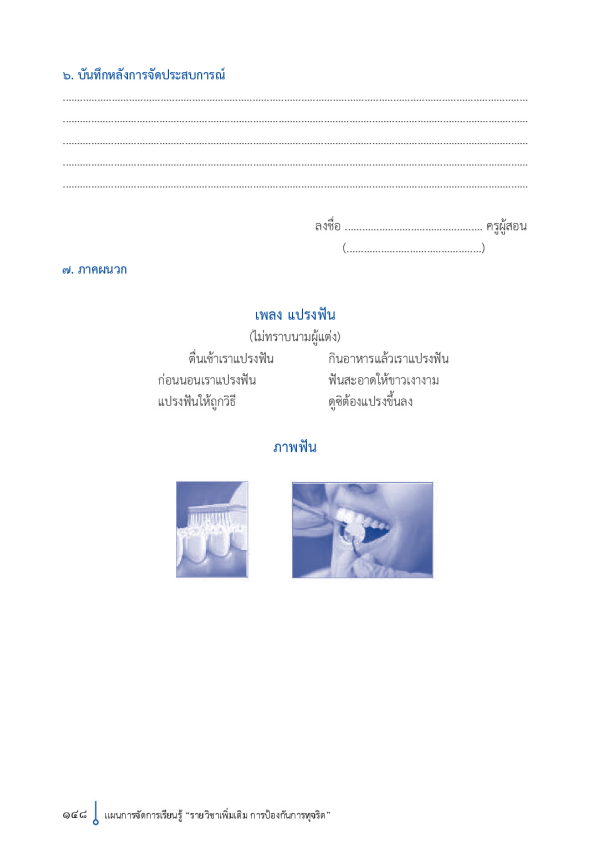 ๖. บันทึกหลังการจัดประสบการณ์
................................................................................................................................................................
................................................................................................................................................................
................................................................................................................................................................
................................................................................................................................................................
................................................................................................................................................................
ลงชื่อ ................................................ ครูผู้สอน
(...............................................)
๗. ภาคผนวก
เพลง แปรงฟัน
(ไม่ทราบนามผู้แต่ง)
ตื่นเช้าเราแปรงฟัน กินอาหารแล้วเราแปรงฟัน
ก่อนนอนเราแปรงฟัน ฟันสะอาดให้ขาวเงางาม
แปรงฟันให้ถูกวิธี ดูซิต้องแปรงขึ้นลง
ภาพฟัน
๑๔๘ แผนการจัดการเรียนรู้ “รายวิชาเพิ่มเติม การป้องกันการทุจริต”